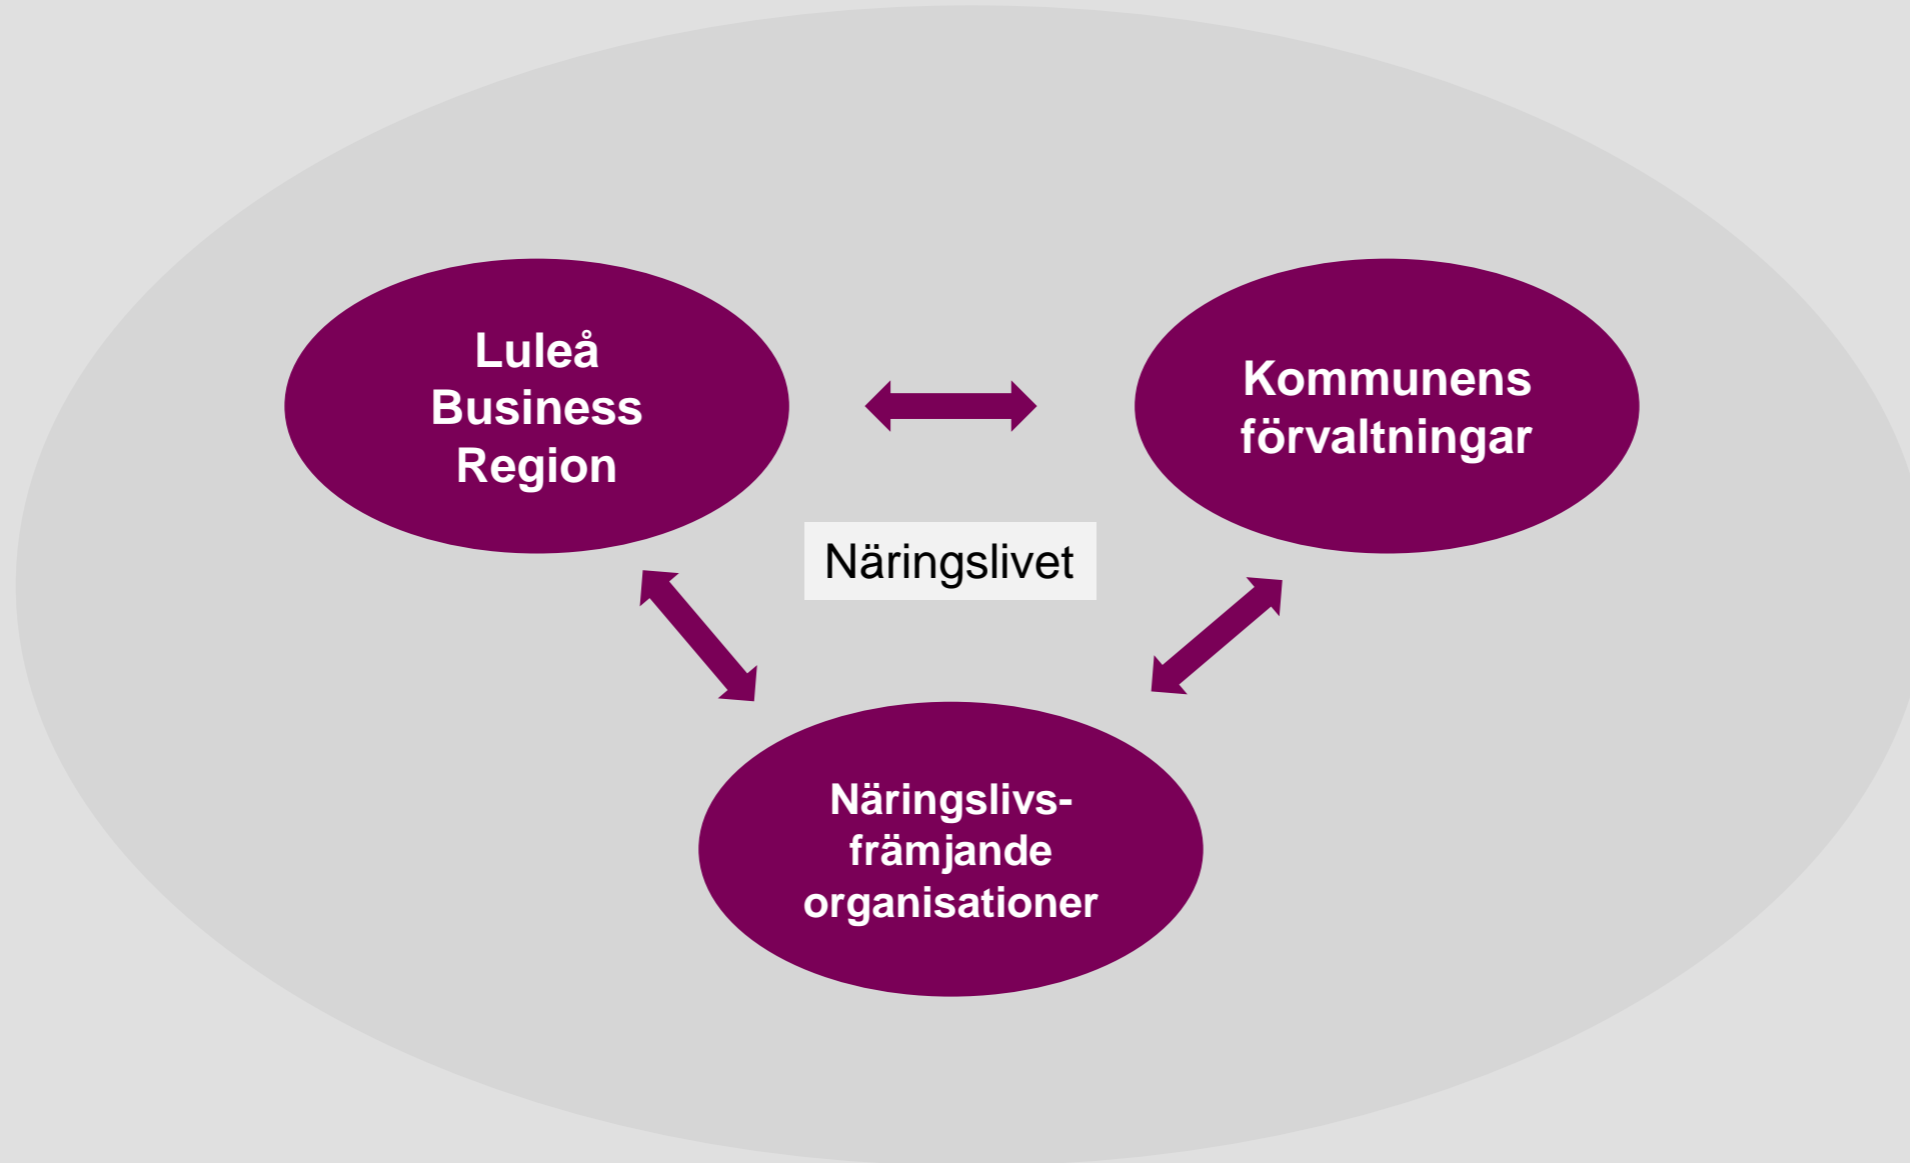 Luleå
Business
Region
Kommunens
förvaltningar
Näringslivet
Näringslivs-
främjande
organisationer